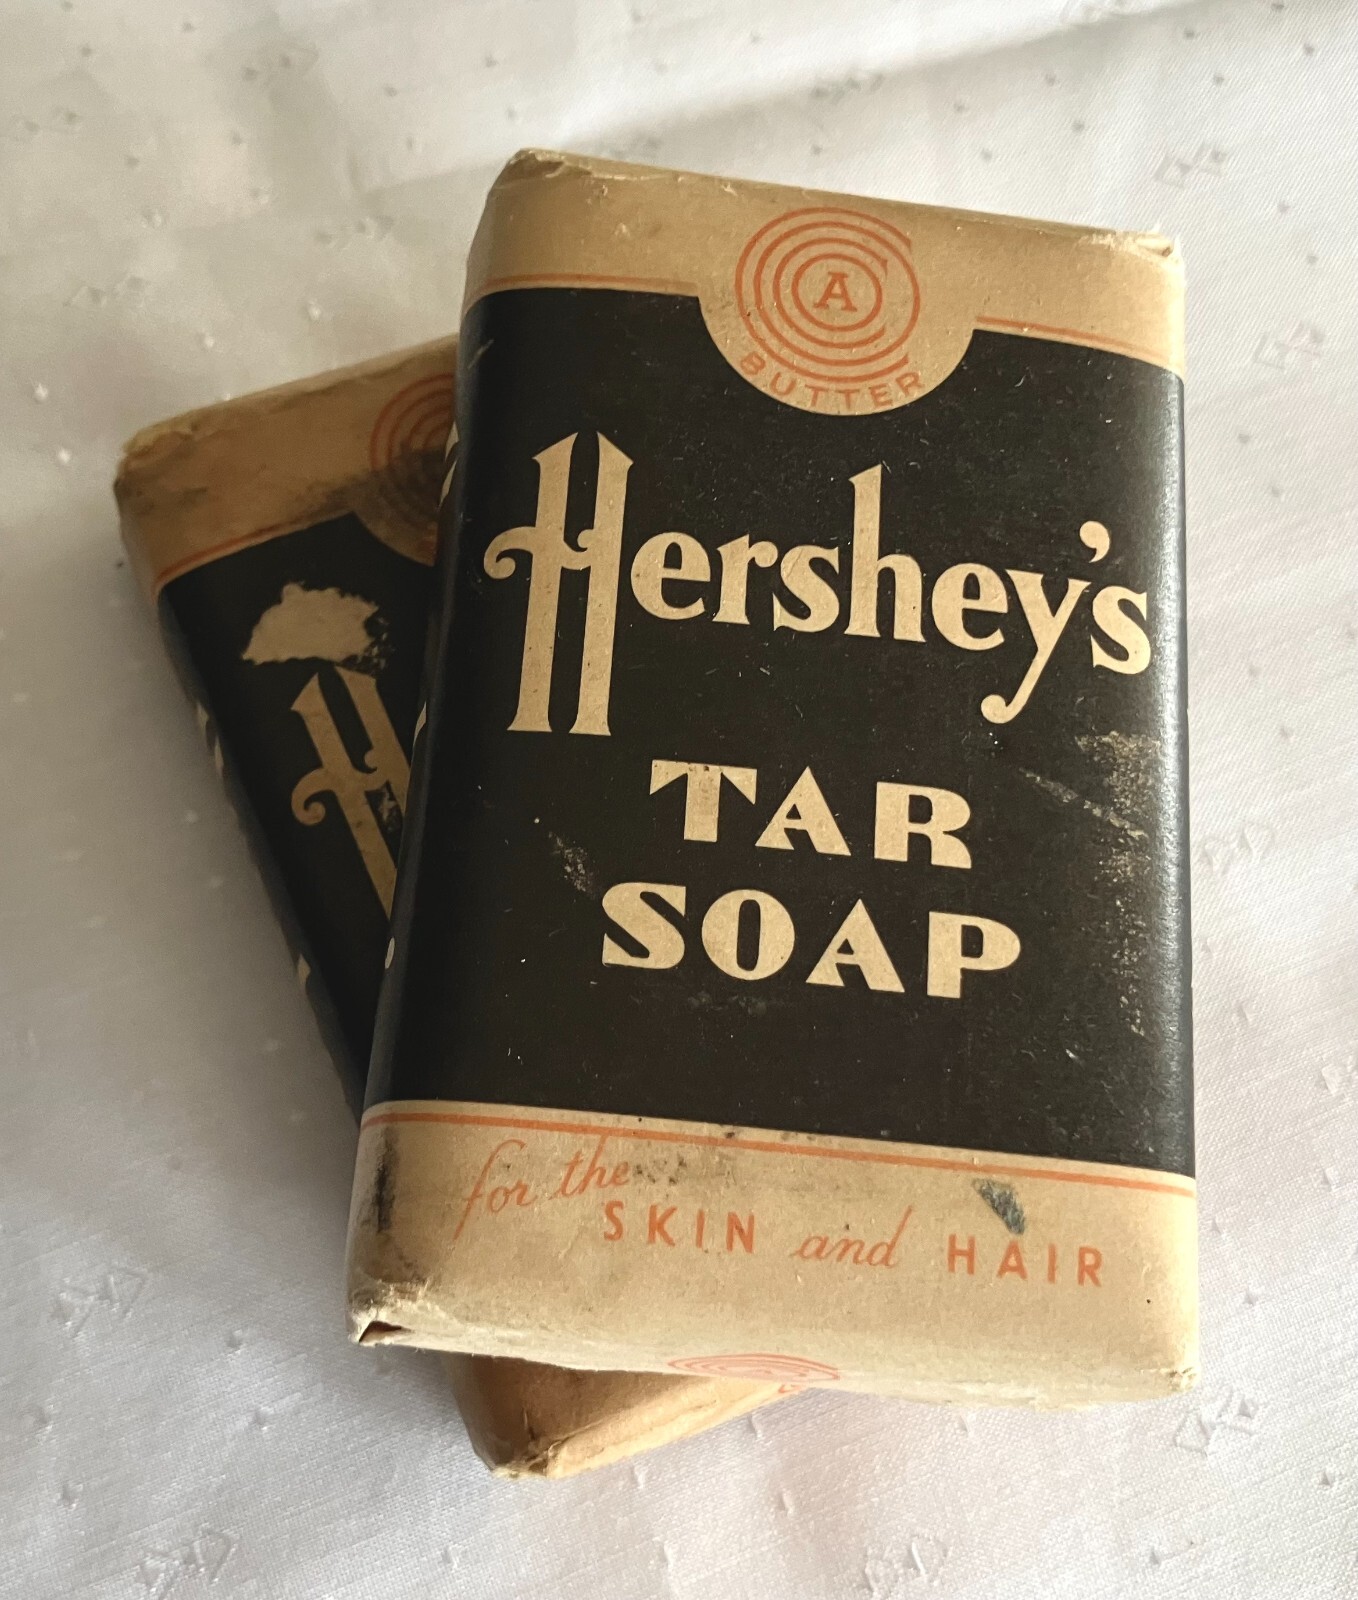 A
BUTTER
Hershey's
TAR
SOAP
for the
SKIN and HAIR
H